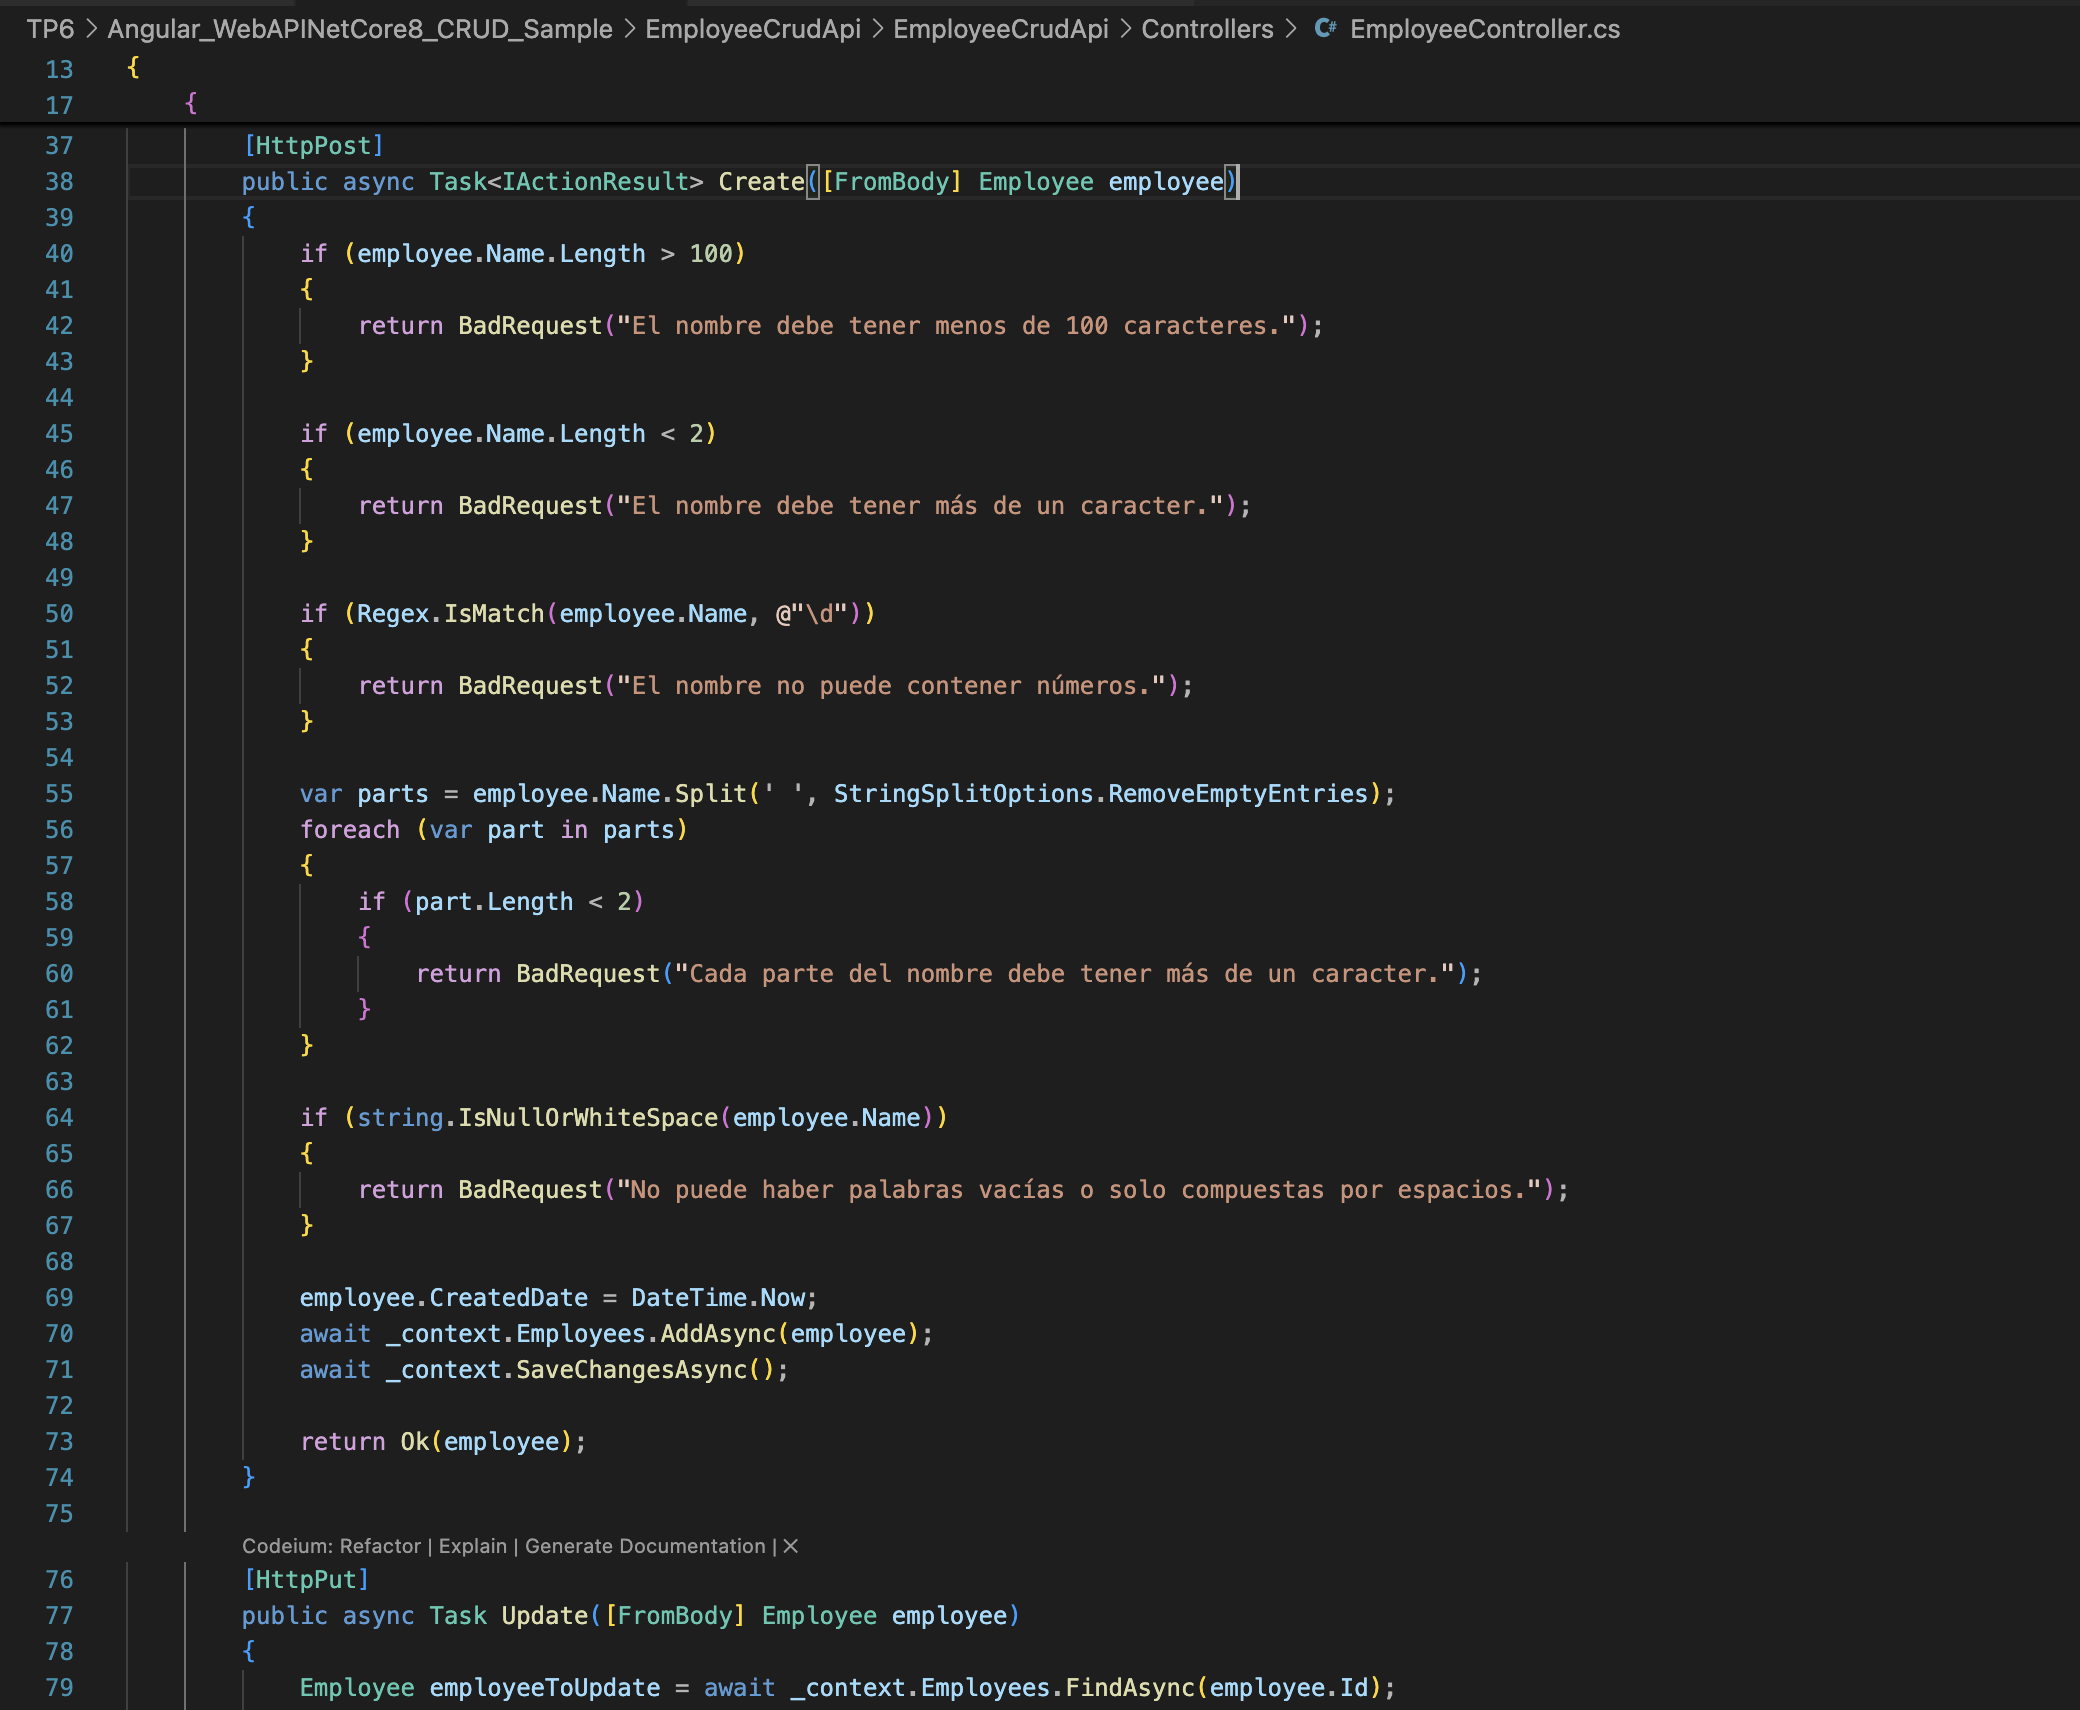 TP6 > Angular_WebAPINetCore8_CRUD_Sample > EmployeeCrudApi > EmployeeCrudApi > Controllers > C# EmployeeController.cs
13 {
17 {
37 [HttpPost]
38 public async Task<IActionResult> Create([FromBody] Employee employee)
39 {
40 if (employee.Name.Length > 100)
41 {
42 return BadRequest("El nombre debe tener menos de 100 caracteres.");
43 }
44
45 if (employee.Name.Length < 2)
46 {
47 return BadRequest("El nombre debe tener más de un caracter.");
48 }
49
50 if (Regex.IsMatch(employee.Name, @"\d"))
51 {
52 return BadRequest("El nombre no puede contener números.");
53 }
54
55 var parts = employee.Name.Split(' ', StringSplitOptions.RemoveEmptyEntries);
56 foreach (var part in parts)
57 {
58 if (part.Length < 2)
59 {
60 return BadRequest("Cada parte del nombre debe tener más de un caracter.");
61 }
62 }
63
64 if (string.IsNullOrWhiteSpace(employee.Name))
65 {
66 return BadRequest("No puede haber palabras vacías o solo compuestas por espacios.");
67 }
68
69 employee.CreatedDate = DateTime.Now;
70 await _context.Employees.AddAsync(employee);
71 await _context.SaveChangesAsync();
72
73 return Ok(employee);
74 }
75
Codeium: Refactor | Explain | Generate Documentation | ×
76 [HttpPut]
77 public async Task Update([FromBody] Employee employee)
78 {
79 Employee employeeToUpdate = await _context.Employees.FindAsync(employee.Id);